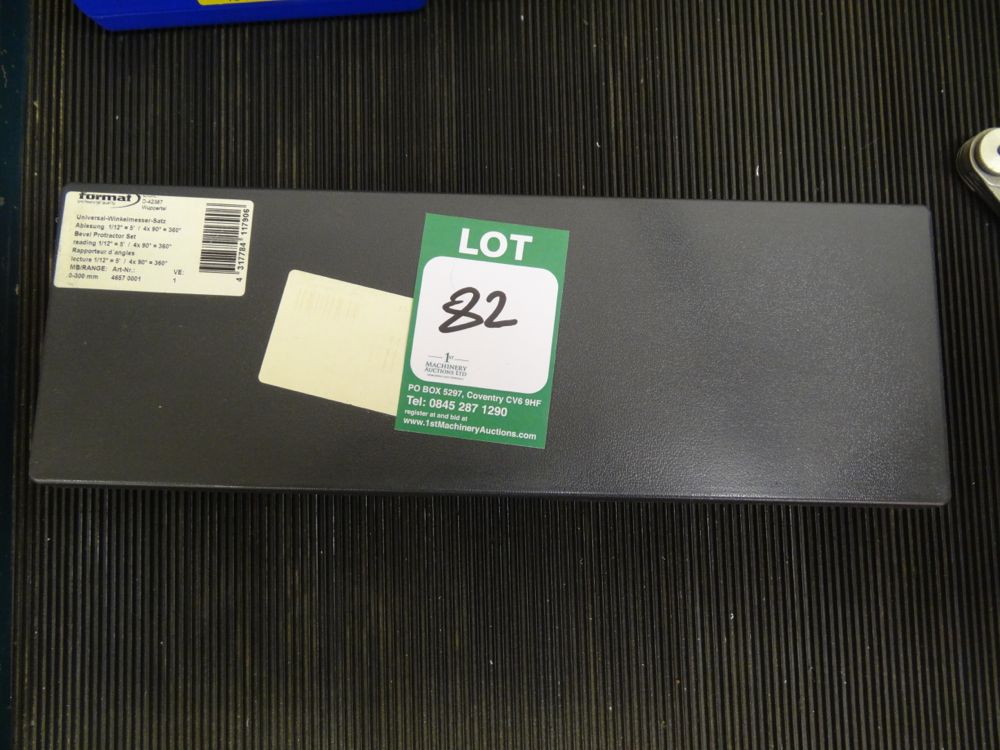 format
D-42387
Wuppertal
Universal-Winkelmesser-Satz
Ablesung 1/12° = 5' / 4x 90° = 360°
Bevel Protractor Set
reading 1/12° = 5' / 4x 90° = 360°
Rapporteur d'angles
lecture 1/12° = 5' / 4x 90° = 360°
MB/RANGE: Art-Nr.: VE:
0-300 mm 4657 0001 1
4 317784 117906
LOT
82
1ST
MACHINERY
AUCTIONS LTD
PO BOX 5297, Coventry CV6 9HF
Tel: 0845 287 1290
register at and bid at
www.1stMachineryAuctions.com